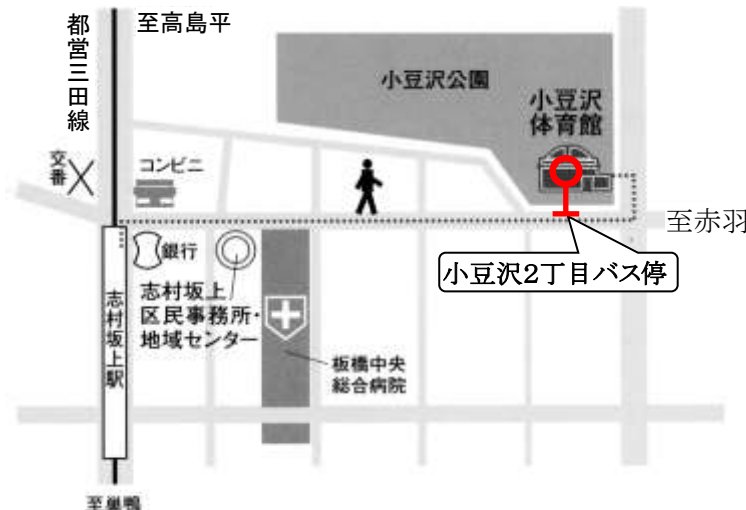 都営三田線
至高島平
小豆沢公園
小豆沢
体育館
交番
コンビニ
至赤羽
銀行
小豆沢2丁目バス停
志村坂上
区民事務所・
地域センター
志村坂上駅
板橋中央
総合病院
至巣鴨